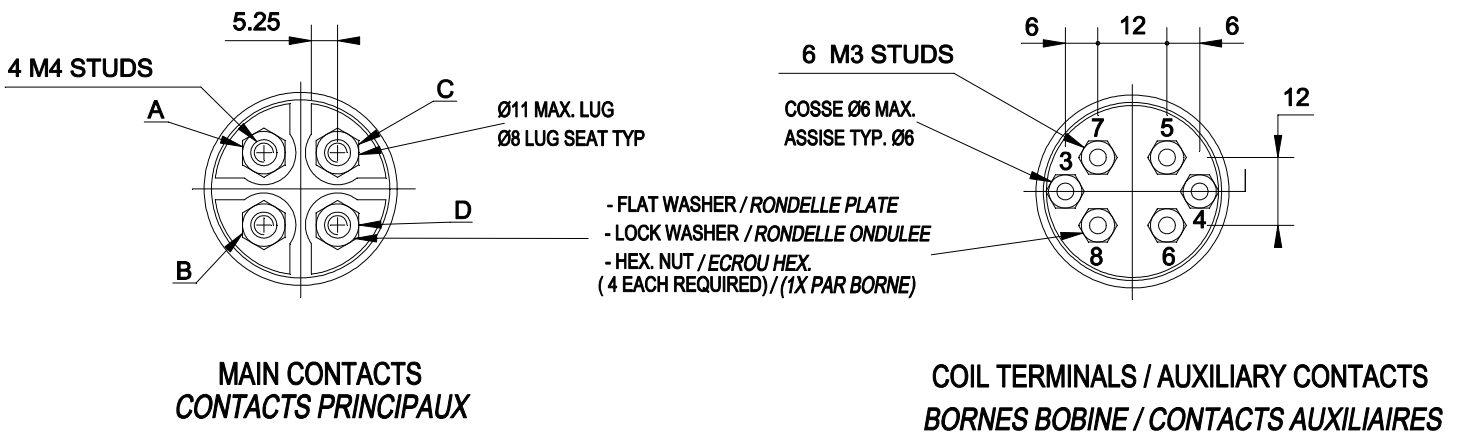 5.25
4 M4 STUDS
A
C
Ø11 MAX. LUG
Ø8 LUG SEAT TYP
B
D
- FLAT WASHER / RONDELLE PLATE
- LOCK WASHER / RONDELLE ONDULEE
- HEX. NUT / ECROU HEX.
( 4 EACH REQUIRED) / (1X PAR BORNE)
MAIN CONTACTS
CONTACTS PRINCIPAUX
6 12 6
6 M3 STUDS
COSSE Ø6 MAX.
ASSISE TYP. Ø6
12
7 5
3
4
8 6
COIL TERMINALS / AUXILIARY CONTACTS
BORNES BOBINE / CONTACTS AUXILIAIRES